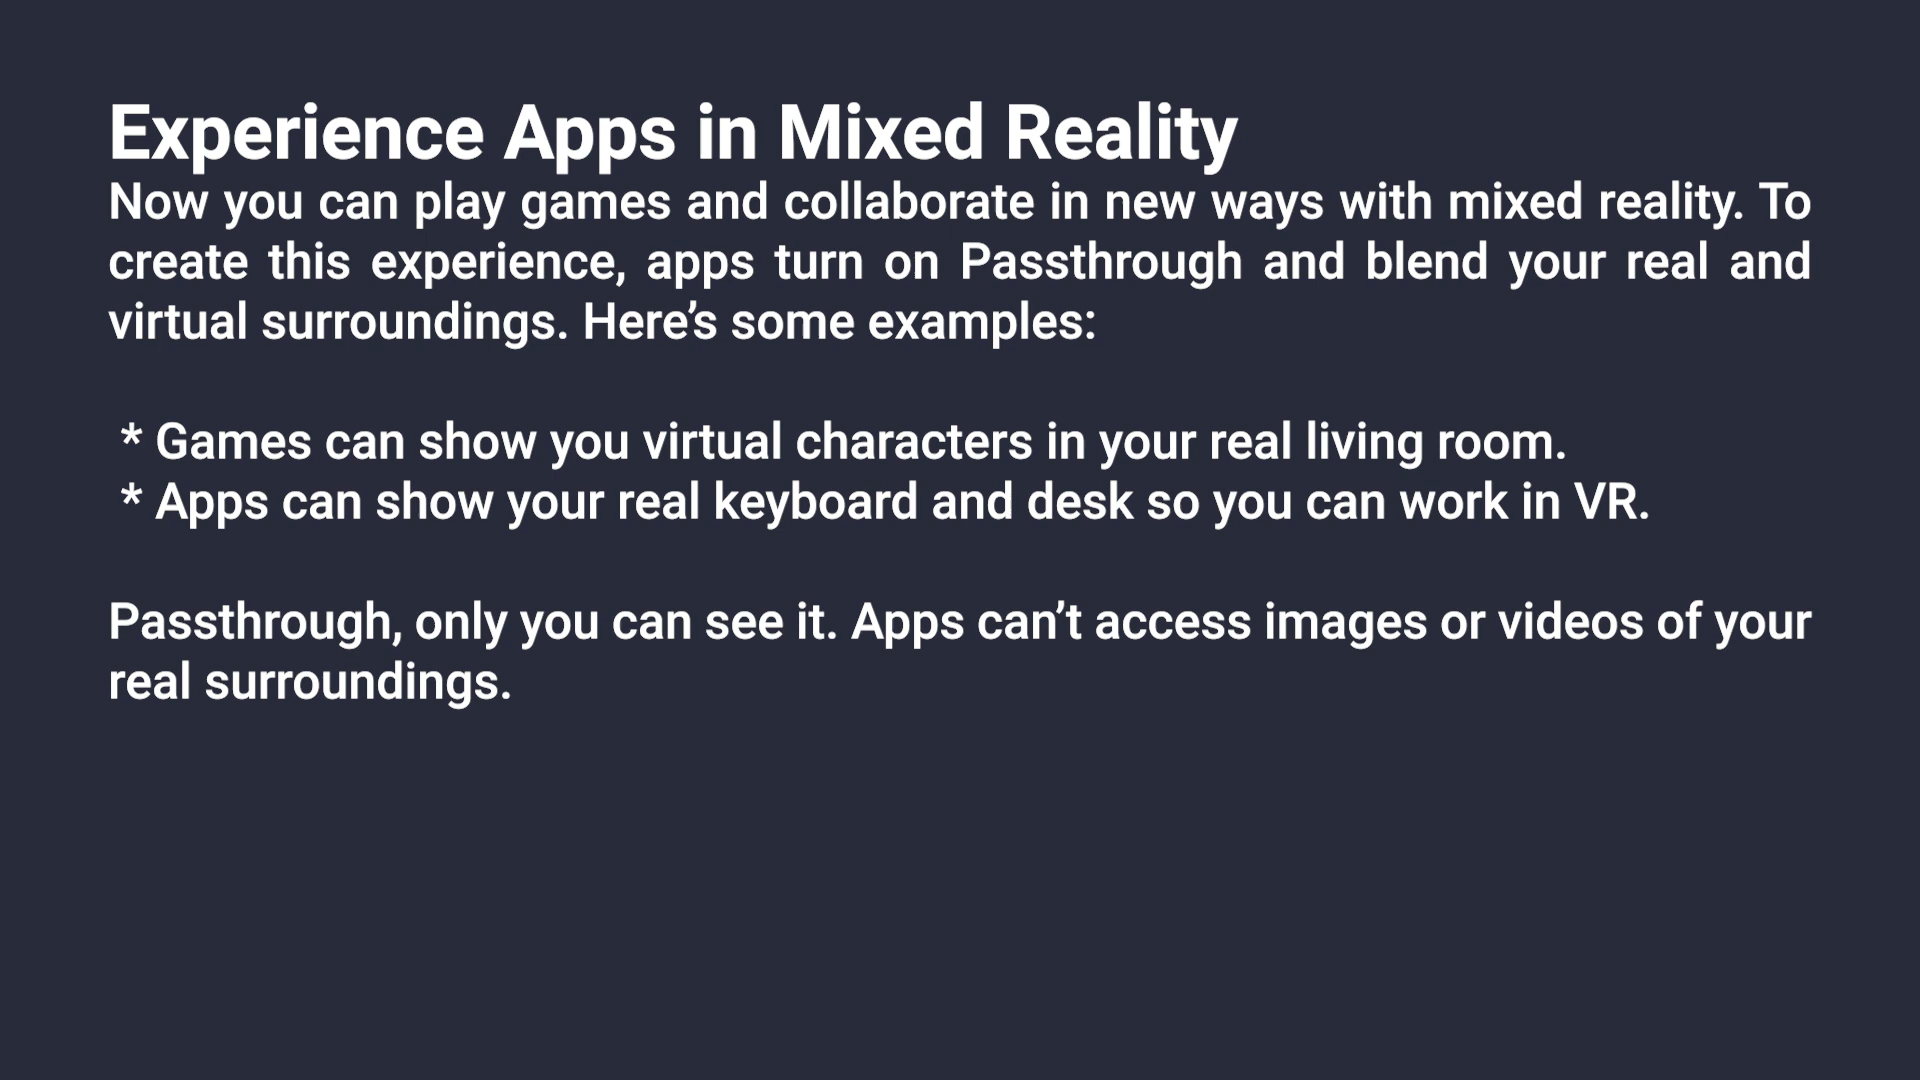 Experience Apps in Mixed Reality
Now you can play games and collaborate in new ways with mixed reality. To
create this experience, apps turn on Passthrough and blend your real and
virtual surroundings. Here’s some examples:
* Games can show you virtual characters in your real living room.
* Apps can show your real keyboard and desk so you can work in VR.
Passthrough, only you can see it. Apps can’t access images or videos of your
real surroundings.